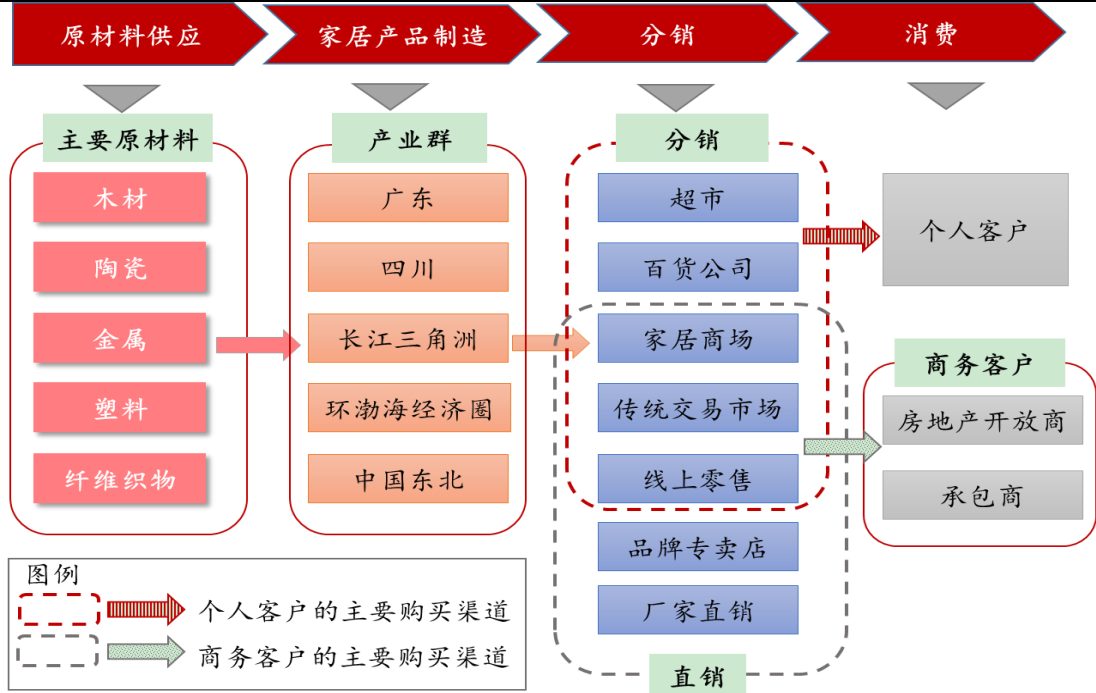 原材料供应
家居产品制造
分销
消费
主要原材料
木材
陶瓷
金属
塑料
纤维织物
产业群
广东
四川
长江三角洲
环渤海经济圈
中国东北
分销
超市
百货公司
家居商场
传统交易市场
线上零售
品牌专卖店
厂家直销
直销
个人客户
商务客户
房地产开放商
承包商
图例
个人客户的主要购买渠道
商务客户的主要购买渠道